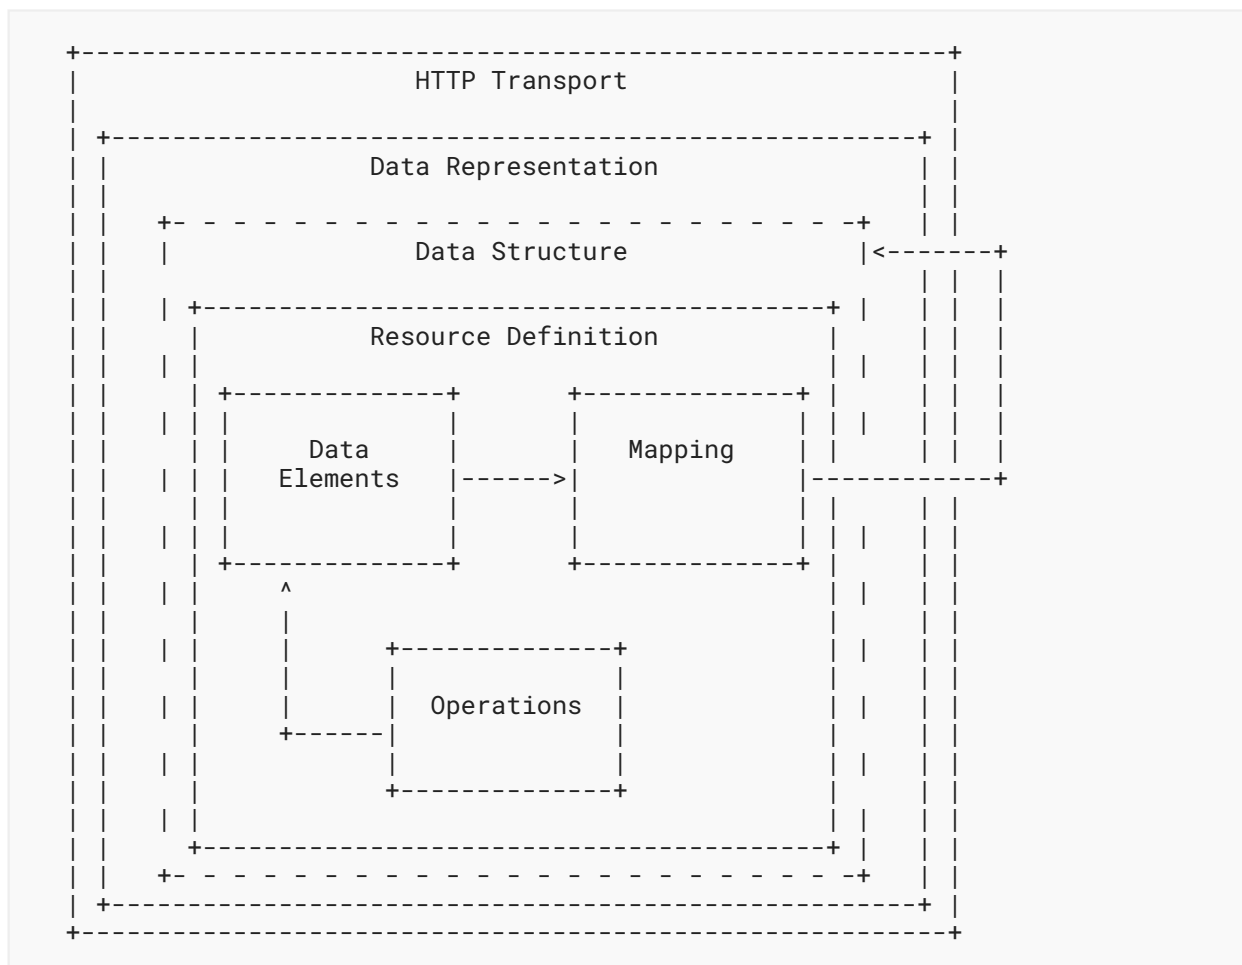 HTTP Transport
Data Representation
Data Structure
Resource Definition
Data
Elements
Mapping
Operations